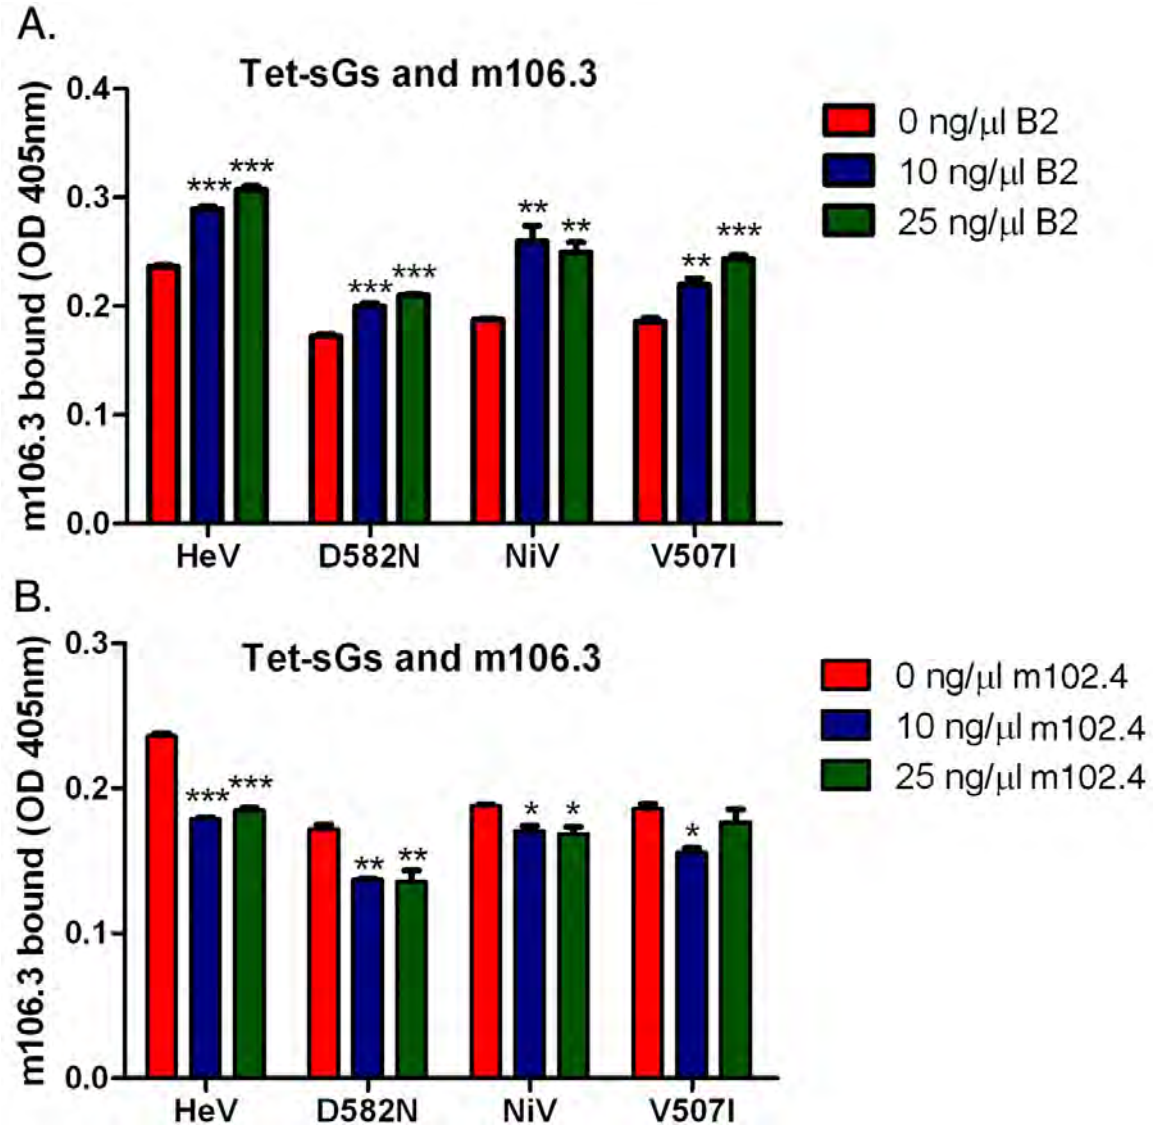 A.
Tet-sGs and m106.3
m106.3 bound (OD 405nm)
0.4
0.3
0.2
0.1
0.0
*** ***
*** ***
** **
** ***
HeV D582N NiV V507I
0 ng/µl B2
10 ng/µl B2
25 ng/µl B2
B.
Tet-sGs and m106.3
m106.3 bound (OD 405nm)
0.3
0.2
0.1
0.0
*** ***
** **
* *
*
HeV D582N NiV V507I
0 ng/µl m102.4
10 ng/µl m102.4
25 ng/µl m102.4